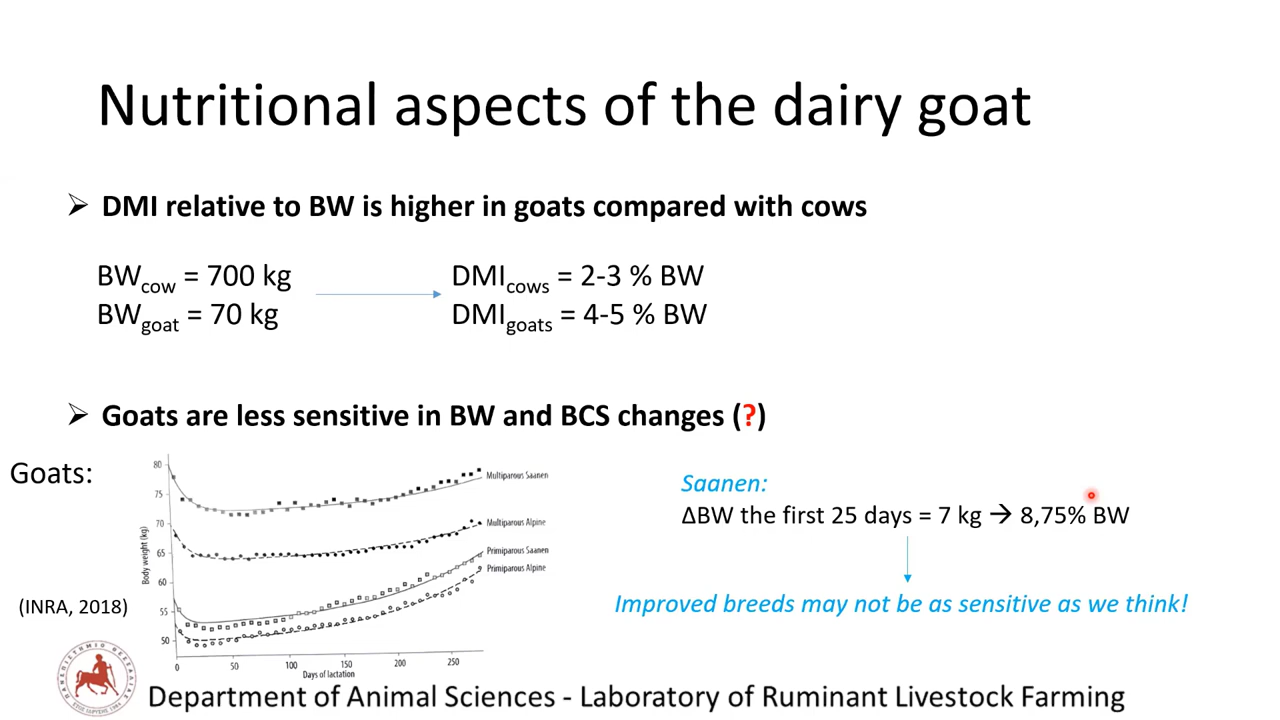 Nutritional aspects of the dairy goat
➢ DMI relative to BW is higher in goats compared with cows
BWcow = 700 kg
DMIcows = 2-3 % BW
BWgoat = 70 kg
DMIgoats = 4-5 % BW
➢ Goats are less sensitive in BW and BCS changes (?)
Goats:
80
75
70
65
60
55
50
Body weight (kg)
Multiparous Saanen
Multiparous Alpine
Primiparous Saanen
Primiparous Alpine
0 50 100 150 200 250
Days of lactation
(INRA, 2018)
Saanen:
ΔBW the first 25 days = 7 kg → 8,75% BW
Improved breeds may not be as sensitive as we think!
Department of Animal Sciences - Laboratory of Ruminant Livestock Farming